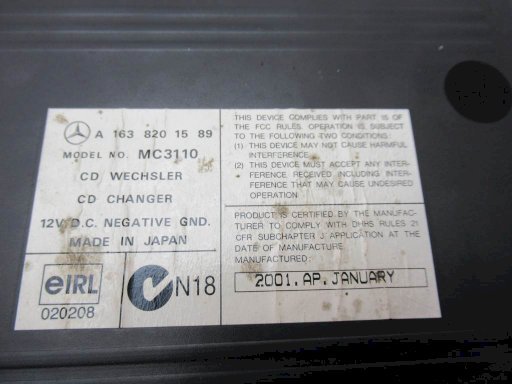 A 163 820 15 89
MODEL NO. MC3110
CD WECHSLER
CD CHANGER
12V D.C. NEGATIVE GND.
MADE IN JAPAN
eIRL
020208
N18
THIS DEVICE COMPLIES WITH PART 15 OF
THE FCC RULES. OPERATION IS SUBJECT
TO THE FOLLOWING TWO CONDITIONS:
(1) THIS DEVICE MAY NOT CAUSE HARMFUL
INTERFERENCE.
(2) THIS DEVICE MUST ACCEPT ANY INTER-
FERENCE RECEIVED INCLUDING INTER-
FERENCE THAT MAY CAUSE UNDESIRED
OPERATION.
PRODUCT IS CERTIFIED BY THE MANUFAC-
TURER TO COMPLY WITH DHHS RULES 21
CFR SUBCHAPTER J APPLICATION AT THE
DATE OF MANUFACTURE.
MANUFACTURED:
2001.AP.JANUARY